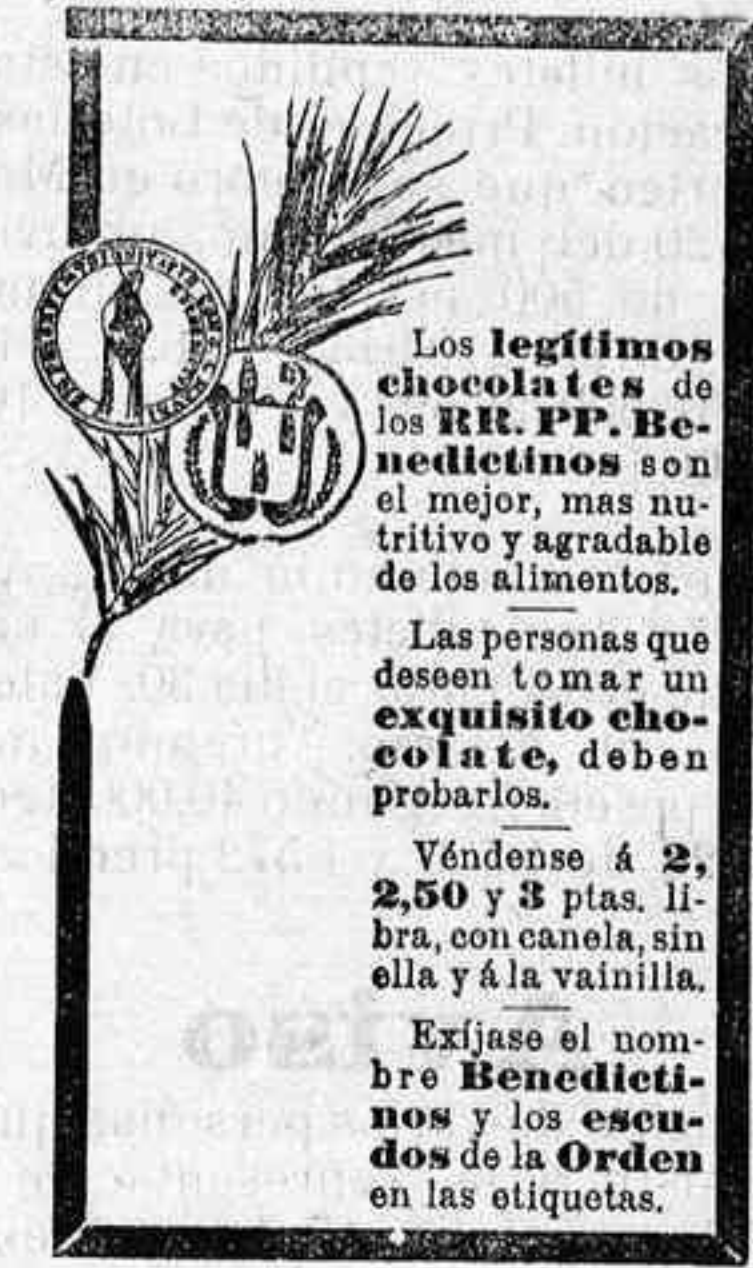 Los legítimos
chocolates de
los RR. PP. Be-
nedictinos son
el mejor, mas nu-
tritivo y agradable
de los alimentos.
Las personas que
deseen tomar un
exquisito cho-
colate, deben
probarlos.
Véndense á 2,
2,50 y 3 ptas. li-
bra, con canela, sin
ella y á la vainilla.
Exíjase el nom-
bre Benedicti-
nos y los escu-
dos de la Orden
en las etiquetas.